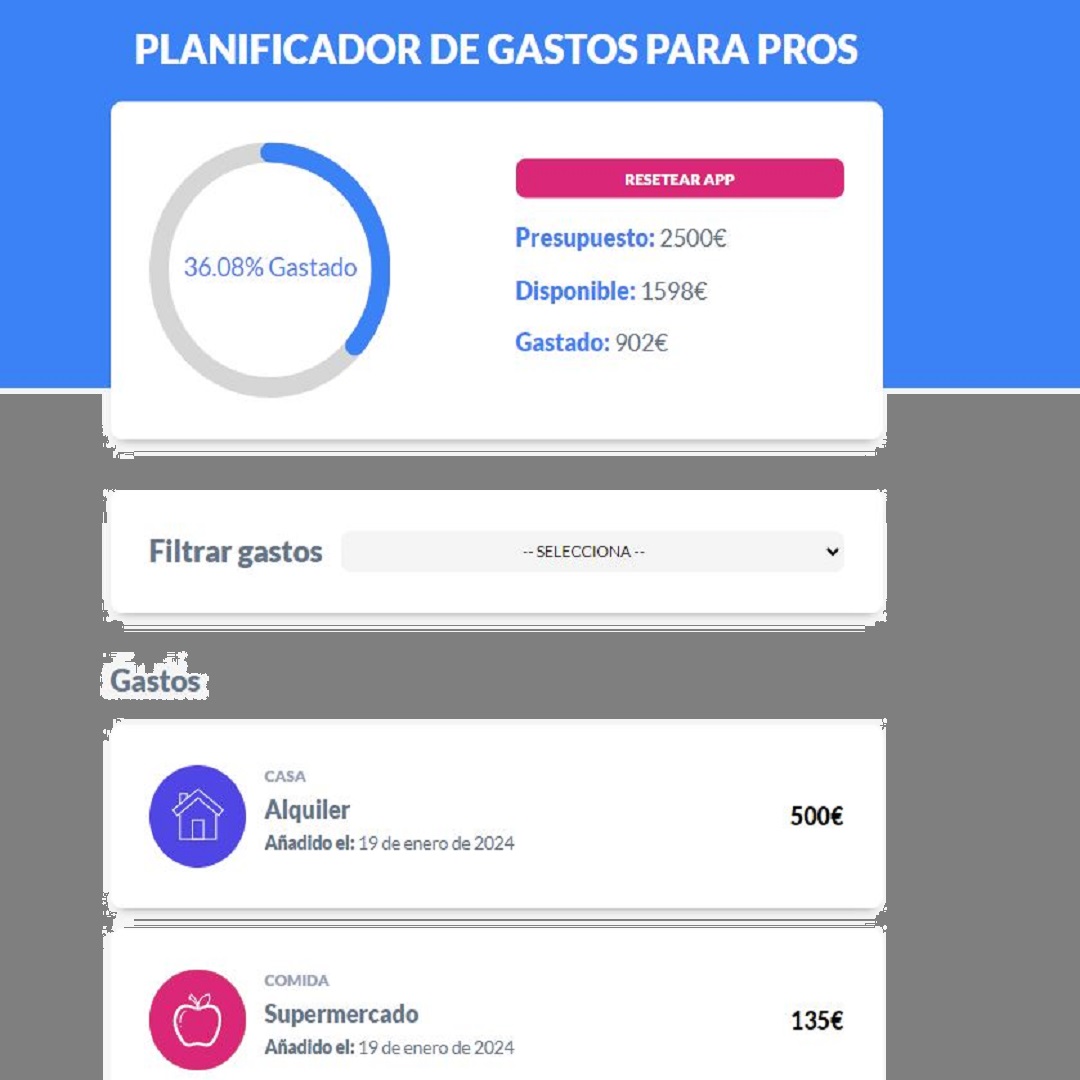 PLANIFICADOR DE GASTOS PARA PROS
36.08% Gastado
RESETEAR APP
Presupuesto: 2500€
Disponible: 1598€
Gastado: 902€
Filtrar gastos
-- SELECCIONA --
Gastos
CASA
Alquiler
Añadido el: 19 de enero de 2024
500€
COMIDA
Supermercado
Añadido el: 19 de enero de 2024
135€